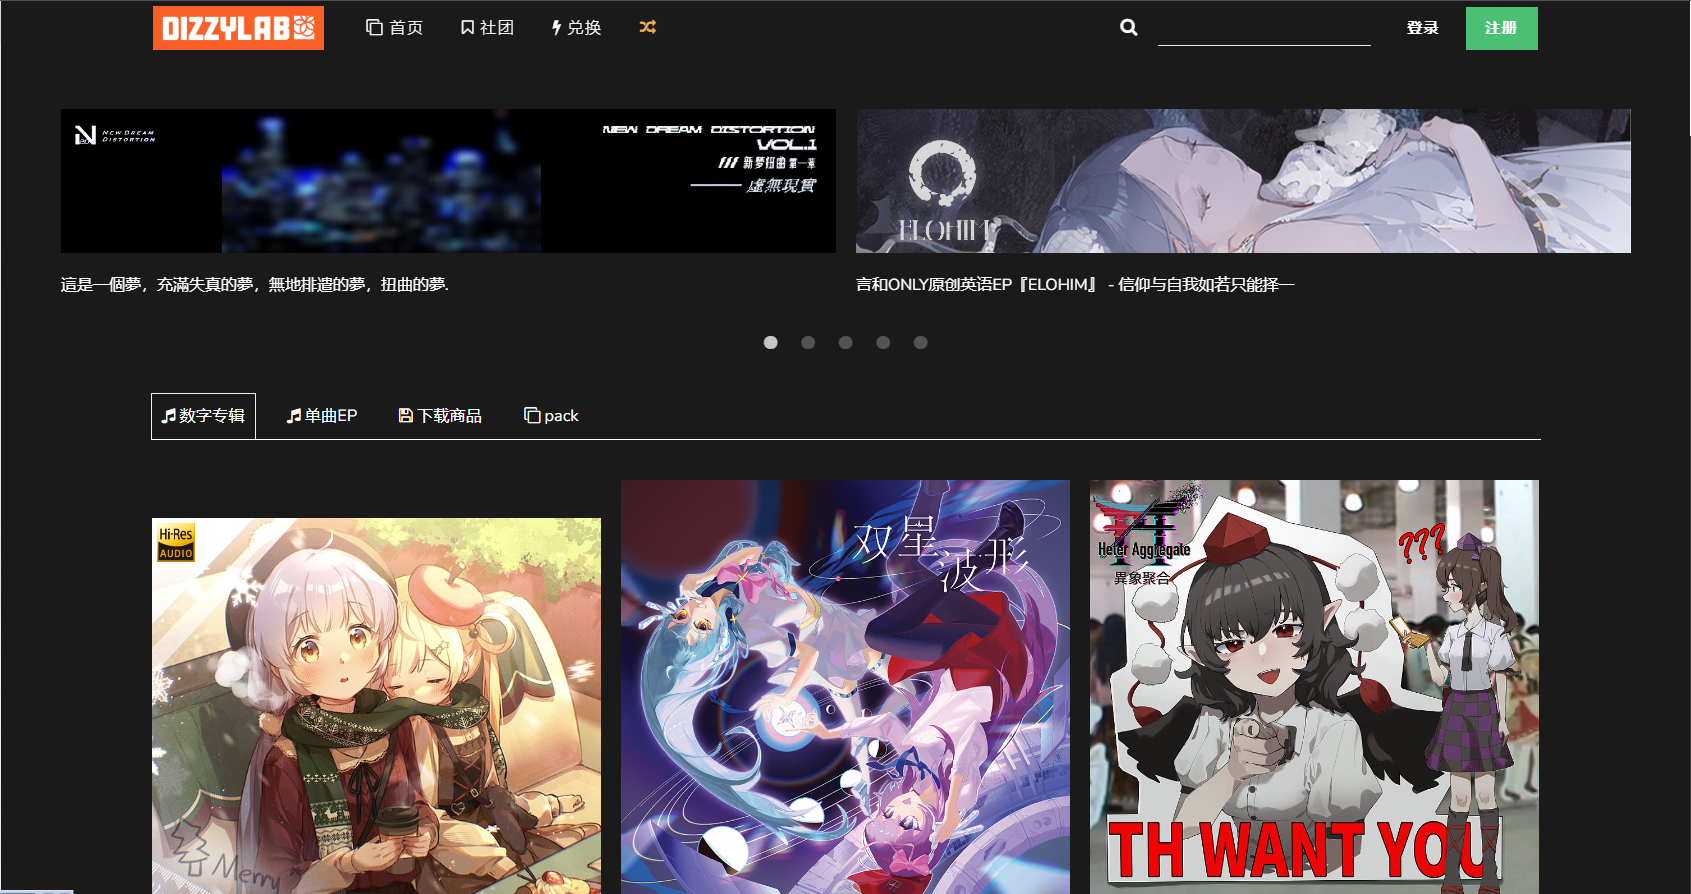 DIZZYLAB
首页
社团
兑换
登录
注册
NEW DREAM
DISTORTION
NEW DREAM DISTORTION
VOL.1
新夢扭曲 第一章
虛無現實
ELOHIM
這是一個夢，充滿失真的夢，無地排遣的夢，扭曲的夢.
言和ONLY原创英语EP『ELOHIM』 - 信仰与自我如若只能择一
数字专辑
单曲EP
下载商品
pack
Hi-Res
AUDIO
Merry
双星
波形
Heter Aggregate
異象聚合
???
TH WANT YOU